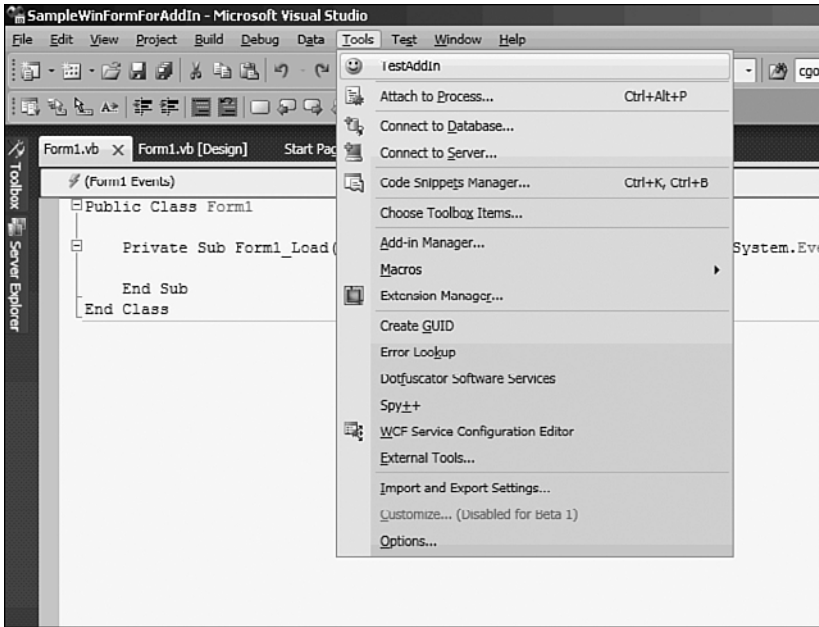 SampleWinFormForAddIn - Microsoft Visual Studio
File Edit View Project Build Debug Data Tools Test Window Help
TestAddIn
cgo
Attach to Process... Ctrl+Alt+P
Connect to Database...
Connect to Server...
Code Snippets Manager... Ctrl+K, Ctrl+B
Choose Toolbox Items...
Add-in Manager...
Macros
Extension Manager...
Create GUID
Error Lookup
Dotfuscator Software Services
Spy++
WCF Service Configuration Editor
External Tools...
Import and Export Settings...
Customize... (Disabled for Beta 1)
Options...
Toolbox
Server Explorer
Form1.vb Form1.vb [Design] Start Pag
(Form1 Events)
Public Class Form1
Private Sub Form1_Load( System.Eve
End Sub
End Class